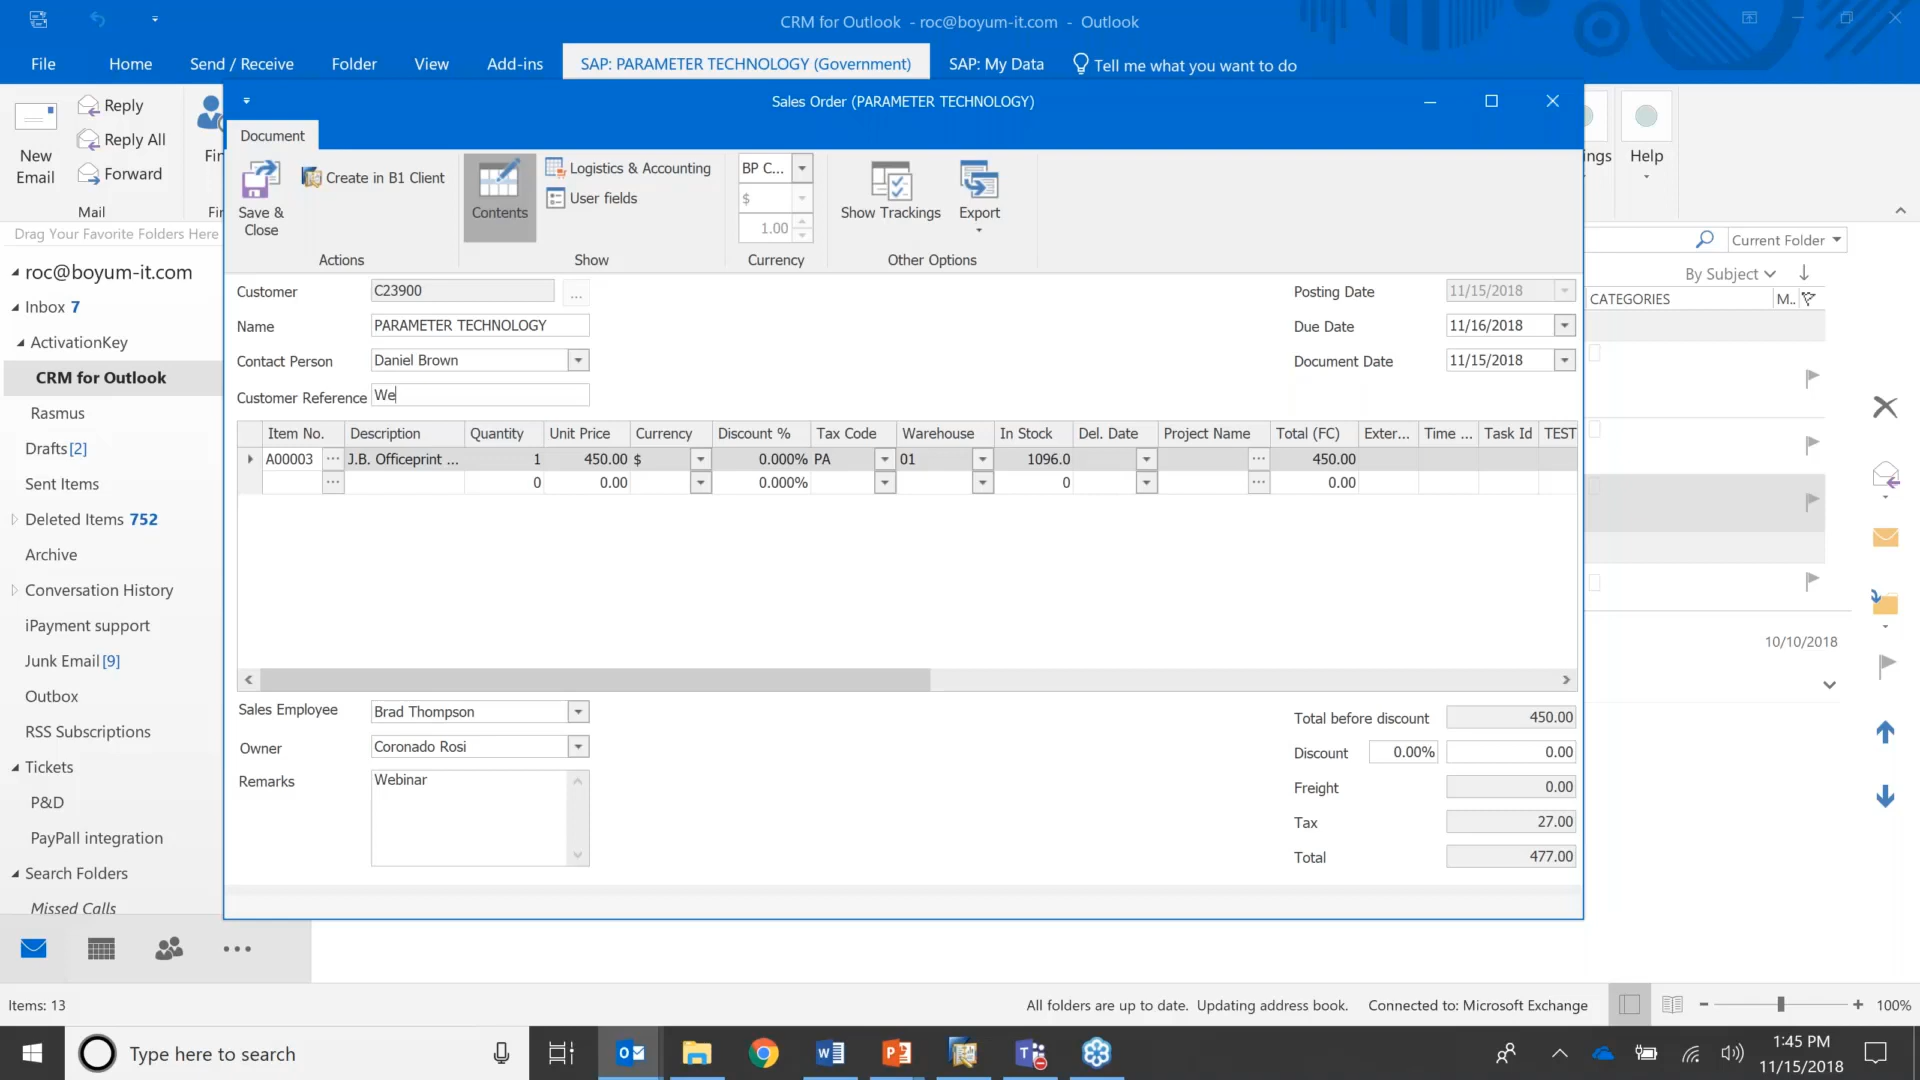 CRM for Outlook - roc@boyum-it.com - Outlook
File Home Send / Receive Folder View Add-ins SAP: PARAMETER TECHNOLOGY (Government) SAP: My Data Tell me what you want to do
New Email
Reply
Reply All
Forward
Mail
Sales Order (PARAMETER TECHNOLOGY)
Document
Save & Close
Create in B1 Client
Actions
Contents
Logistics & Accounting
User fields
Show
BP C...
$
1.00
Currency
Show Trackings
Export
Other Options
Help
Drag Your Favorite Folders Here
roc@boyum-it.com
Inbox 7
ActivationKey
CRM for Outlook
Rasmus
Drafts [2]
Sent Items
Deleted Items 752
Archive
Conversation History
iPayment support
Junk Email [9]
Outbox
RSS Subscriptions
Tickets
P&D
PayPall integration
Search Folders
Missed Calls
Customer C23900 ...
Name PARAMETER TECHNOLOGY
Contact Person Daniel Brown
Customer Reference We
Posting Date 11/15/2018
Due Date 11/16/2018
Document Date 11/15/2018
Item No. Description Quantity Unit Price Currency Discount % Tax Code Warehouse In Stock Del. Date Project Name Total (FC) Exter... Time ... Task Id TEST
A00003 ... J.B. Officeprint ... 1 450.00 $ 0.000% PA 01 1096.0 ... 450.00
... 0 0.00 0.000% 0 ... 0.00
Sales Employee Brad Thompson
Owner Coronado Rosi
Remarks Webinar
Total before discount 450.00
Discount 0.00% 0.00
Freight 0.00
Tax 27.00
Total 477.00
Current Folder
By Subject
CATEGORIES M..
10/10/2018
Items: 13
All folders are up to date. Updating address book. Connected to: Microsoft Exchange 100%
Type here to search
1:45 PM
11/15/2018